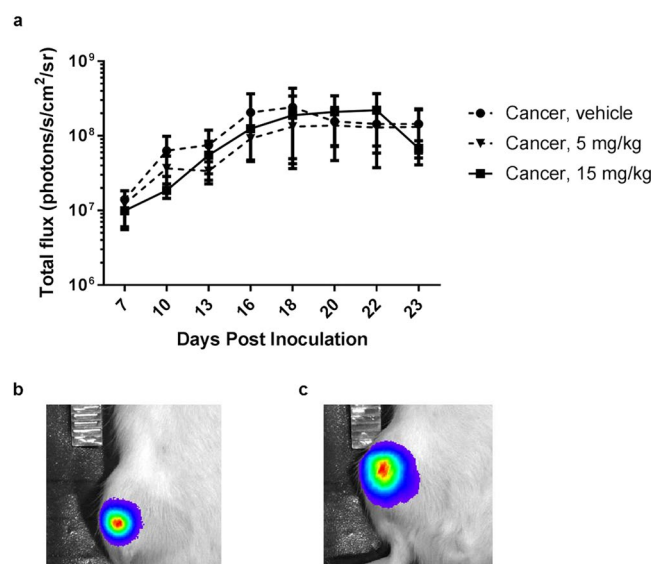 a
Total flux (photons/s/cm²/sr)
10⁹
10⁸
10⁷
10⁶
7
10
13
16
18
20
22
23
Days Post Inoculation
Cancer, vehicle
Cancer, 5 mg/kg
Cancer, 15 mg/kg
b
c